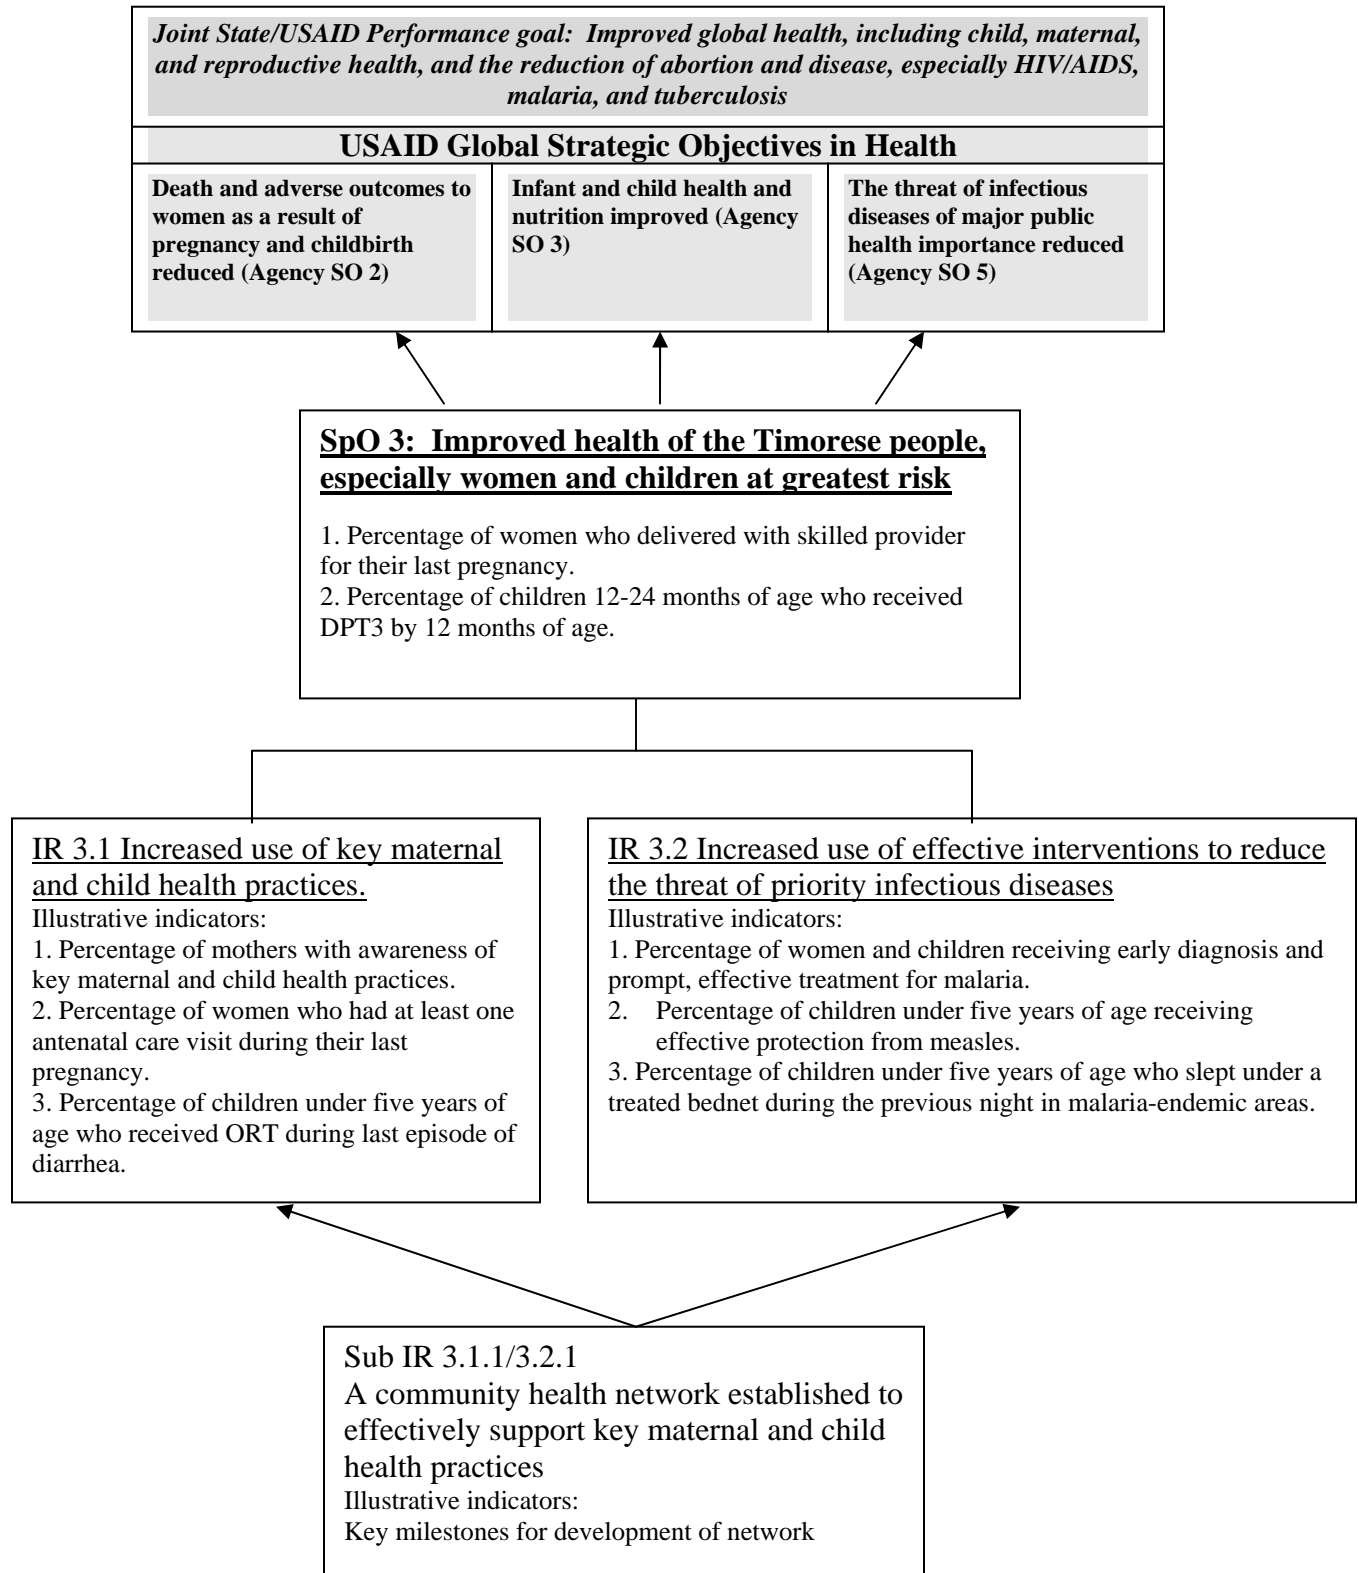 Joint State/USAID Performance goal:  Improved global health, including child, maternal,
and reproductive health, and the reduction of abortion and disease, especially HIV/AIDS,
malaria, and tuberculosis
USAID Global Strategic Objectives in Health
Death and adverse outcomes to
women as a result of
pregnancy and childbirth
reduced (Agency SO 2)
Infant and child health and
nutrition improved (Agency
SO 3)
The threat of infectious
diseases of major public
health importance reduced
(Agency SO 5)
SpO 3:  Improved health of the Timorese people,
especially women and children at greatest risk
1. Percentage of women who delivered with skilled provider
for their last pregnancy.
2. Percentage of children 12-24 months of age who received
DPT3 by 12 months of age.
IR 3.1 Increased use of key maternal
and child health practices.
Illustrative indicators:
1. Percentage of mothers with awareness of
key maternal and child health practices.
2. Percentage of women who had at least one
antenatal care visit during their last
pregnancy.
3. Percentage of children under five years of
age who received ORT during last episode of
diarrhea.
IR 3.2 Increased use of effective interventions to reduce
the threat of priority infectious diseases
Illustrative indicators:
1. Percentage of women and children receiving early diagnosis and
prompt, effective treatment for malaria.
2. Percentage of children under five years of age receiving
effective protection from measles.
3. Percentage of children under five years of age who slept under a
treated bednet during the previous night in malaria-endemic areas.
Sub IR 3.1.1/3.2.1
A community health network established to
effectively support key maternal and child
health practices
Illustrative indicators:
Key milestones for development of network